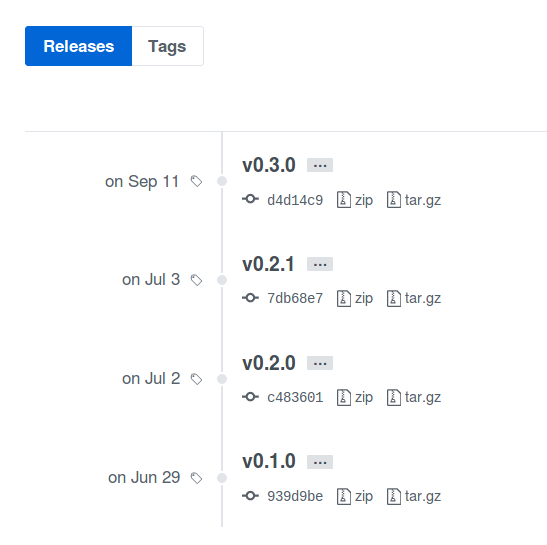 Releases Tags
v0.3.0 ...
on Sep 11
d4d14c9 zip tar.gz
v0.2.1 ...
on Jul 3
7db68e7 zip tar.gz
v0.2.0 ...
on Jul 2
c483601 zip tar.gz
v0.1.0 ...
on Jun 29
939d9be zip tar.gz